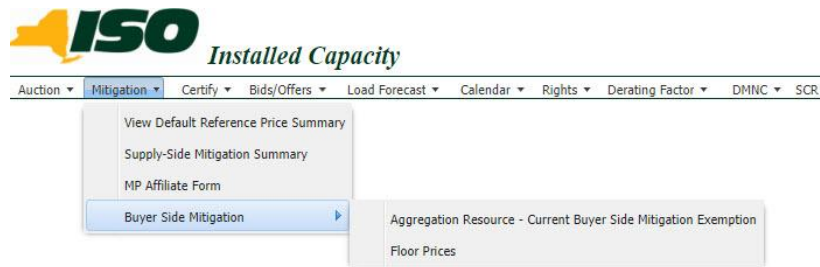 ISO Installed Capacity
Auction ▾ Mitigation ▾ Certify ▾ Bids/Offers ▾ Load Forecast ▾ Calendar ▾ Rights ▾ Derating Factor ▾ DMNC ▾ SCR
View Default Reference Price Summary
Supply-Side Mitigation Summary
MP Affiliate Form
Buyer Side Mitigation
Aggregation Resource - Current Buyer Side Mitigation Exemption
Floor Prices